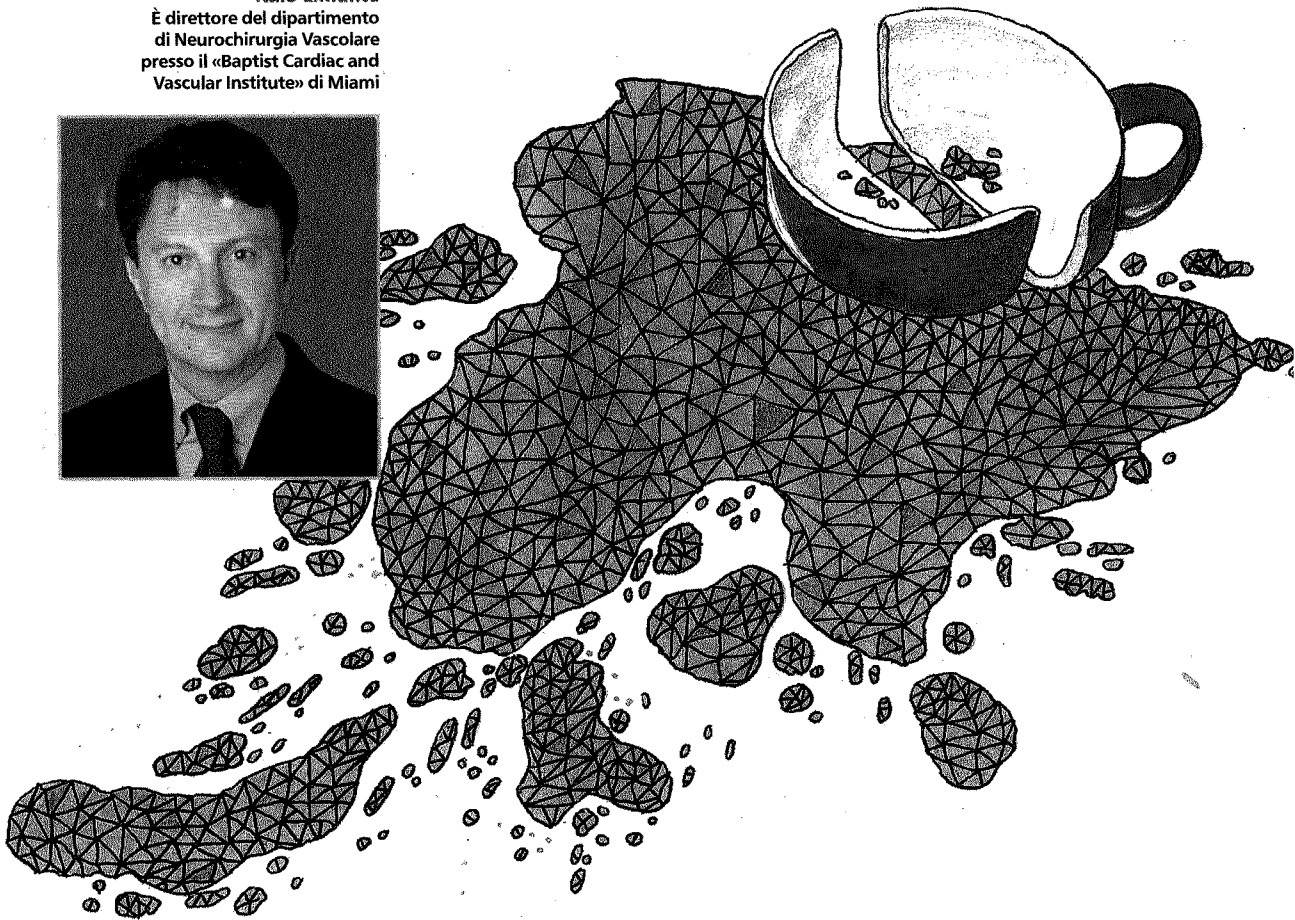 È direttore del dipartimento
di Neurochirurgia Vascolare
presso il «Baptist Cardiac and
Vascular Institute» di Miami